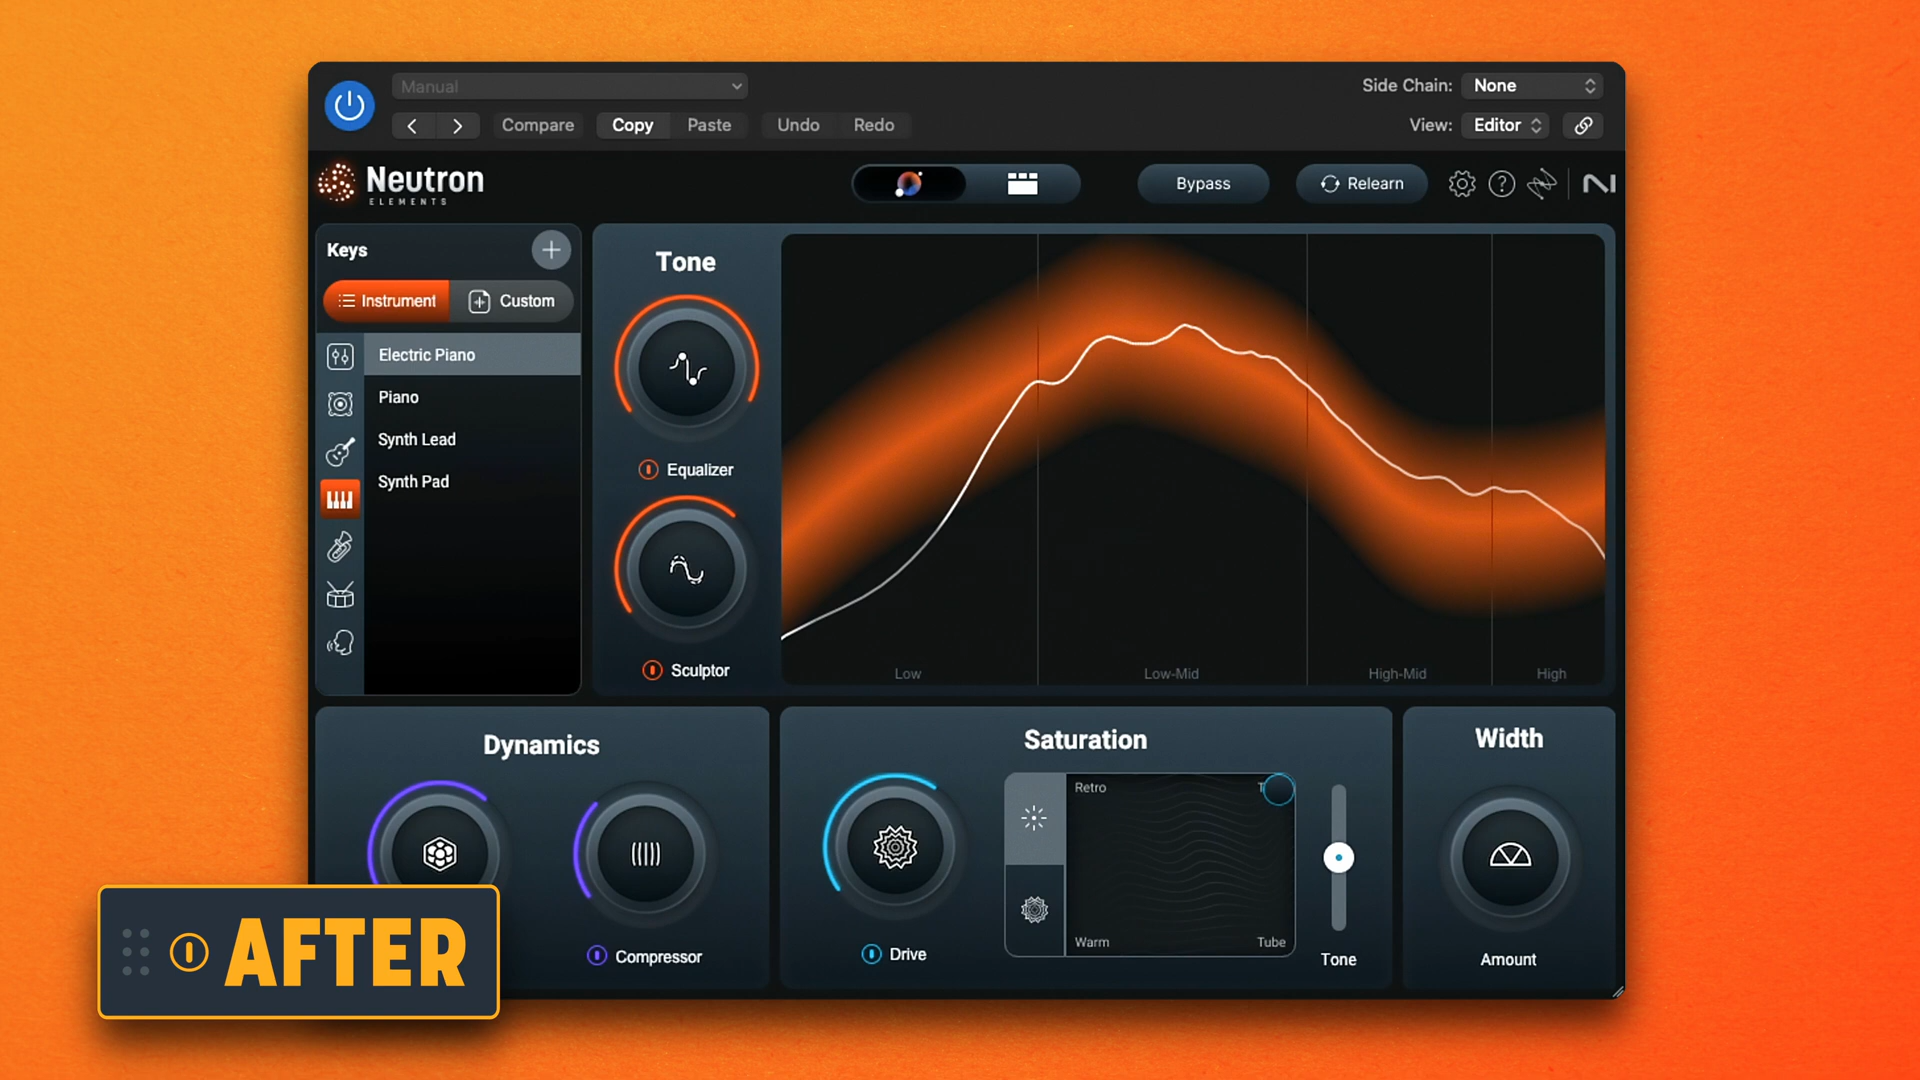 Manual
Side Chain: None
Compare Copy Paste Undo Redo
View: Editor
Neutron
ELEMENTS
Bypass
Relearn
Keys
Instrument
Custom
Electric Piano
Piano
Synth Lead
Synth Pad
Tone
Equalizer
Sculptor
Low
Low-Mid
High-Mid
High
Dynamics
Compressor
Saturation
Drive
Retro
Warm
Tube
Tone
Width
Amount
AFTER